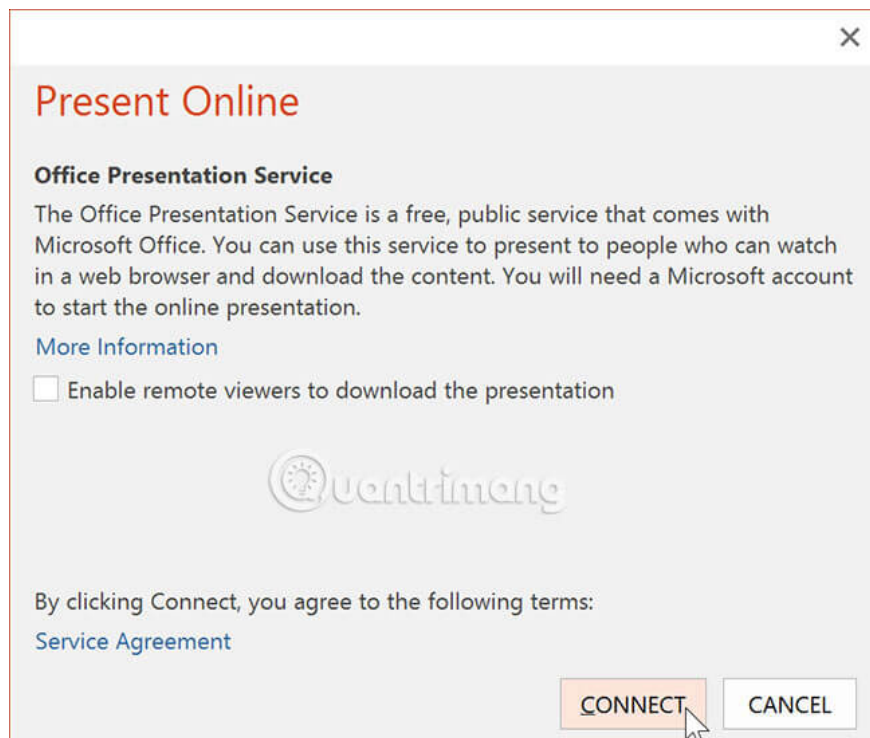 Present Online
Office Presentation Service
The Office Presentation Service is a free, public service that comes with
Microsoft Office. You can use this service to present to people who can watch
in a web browser and download the content. You will need a Microsoft account
to start the online presentation.
More Information
Enable remote viewers to download the presentation
Quantrimang
By clicking Connect, you agree to the following terms:
Service Agreement
CONNECT CANCEL